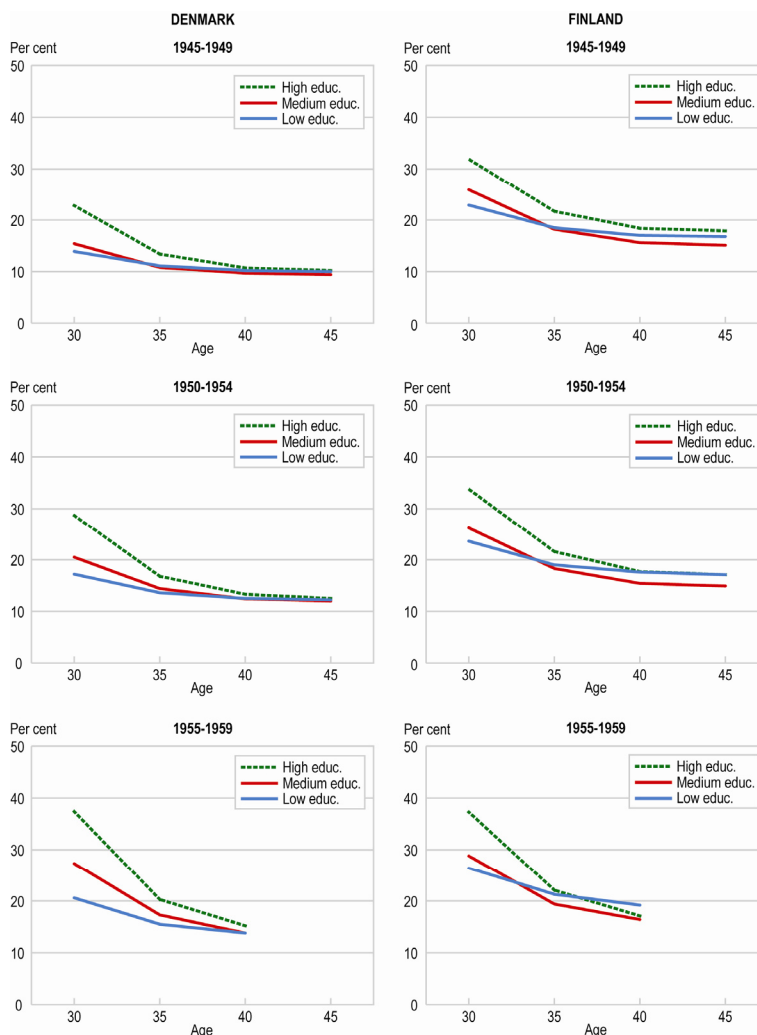 DENMARK
FINLAND
Per cent
1945-1949
Per cent
1945-1949
50
40
30
20
10
0
High educ.
Medium educ.
Low educ.
30 35 40 45
Age
50
40
30
20
10
0
High educ.
Medium educ.
Low educ.
30 35 40 45
Age
Per cent
1950-1954
Per cent
1950-1954
50
40
30
20
10
0
High educ.
Medium educ.
Low educ.
30 35 40 45
Age
50
40
30
20
10
0
High educ.
Medium educ.
Low educ.
30 35 40 45
Age
Per cent
1955-1959
Per cent
1955-1959
50
40
30
20
10
0
High educ.
Medium educ.
Low educ.
30 35 40 45
Age
50
40
30
20
10
0
High educ.
Medium educ.
Low educ.
30 35 40 45
Age